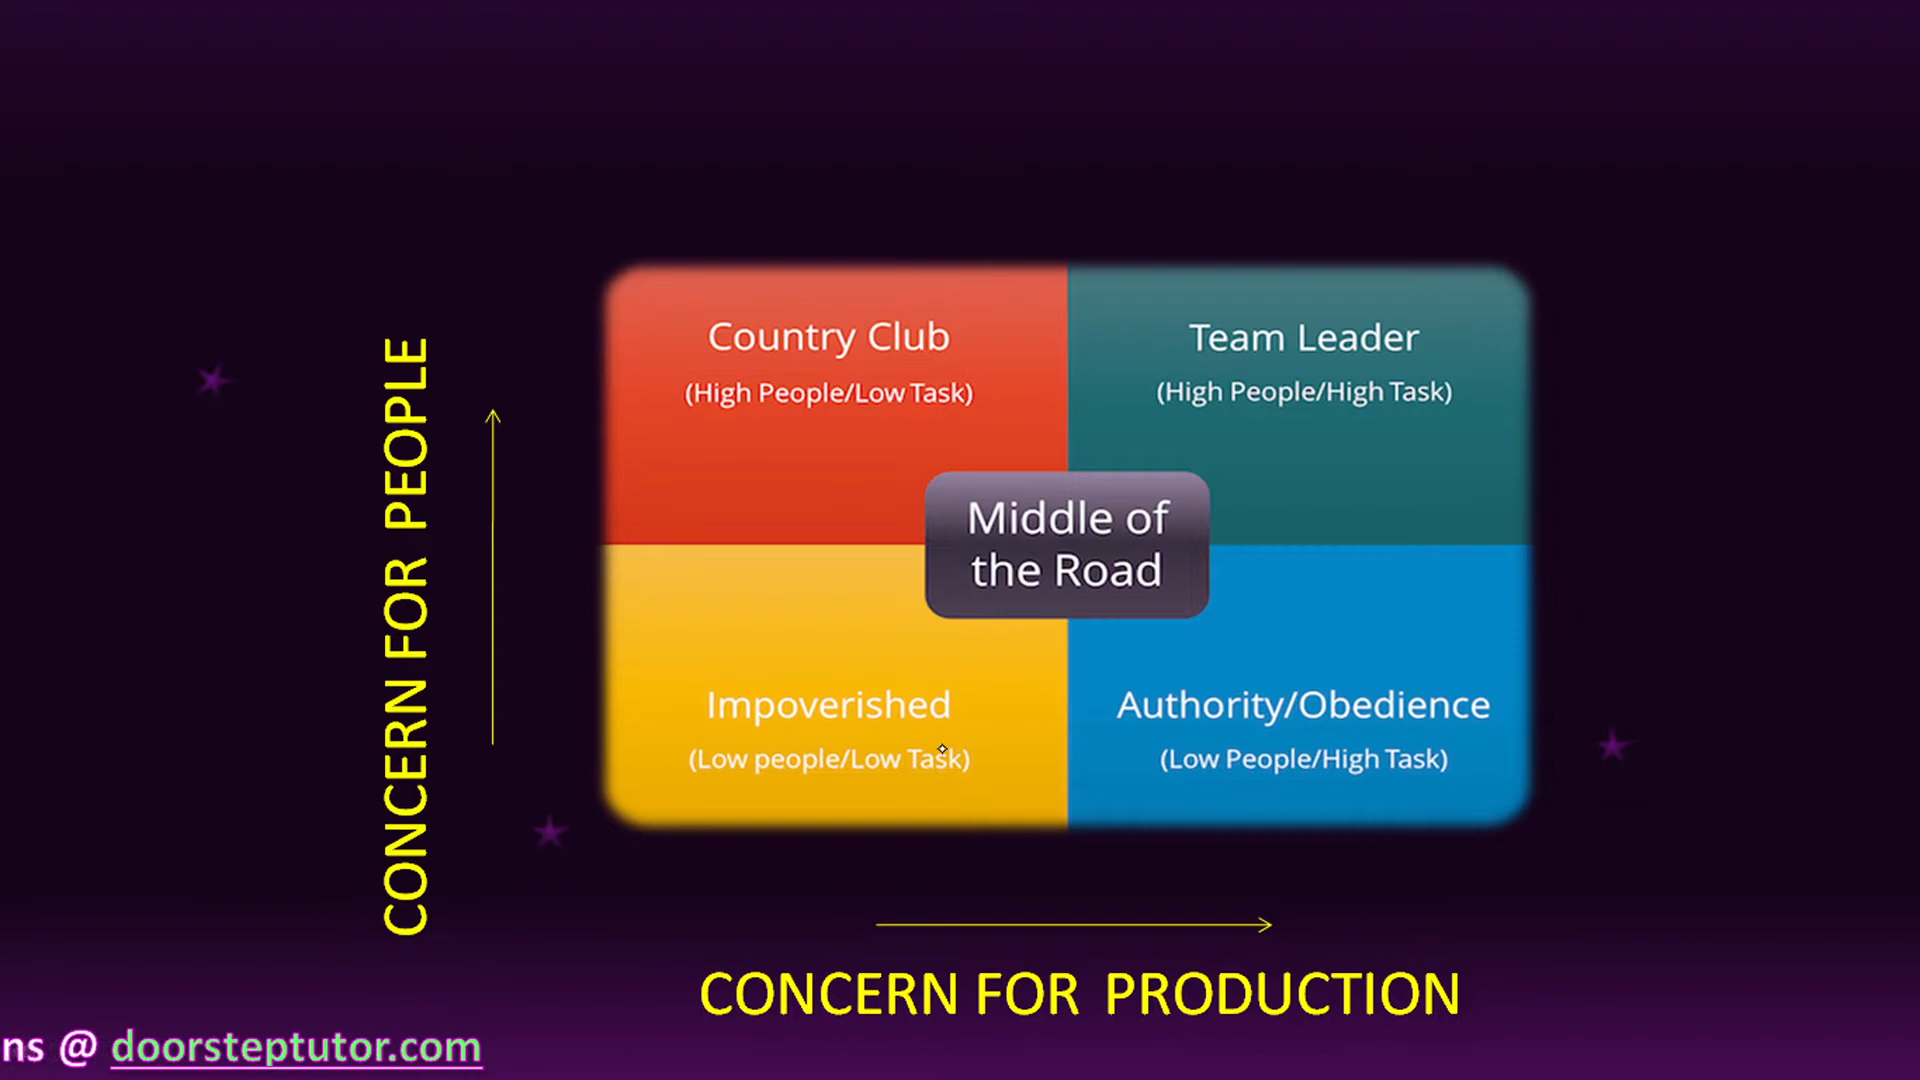 Country Club
(High People/Low Task)
Team Leader
(High People/High Task)
Middle of
the Road
Impoverished
(Low people/Low Task)
Authority/Obedience
(Low People/High Task)
CONCERN FOR PEOPLE
CONCERN FOR PRODUCTION
ns @ doorsteptutor.com